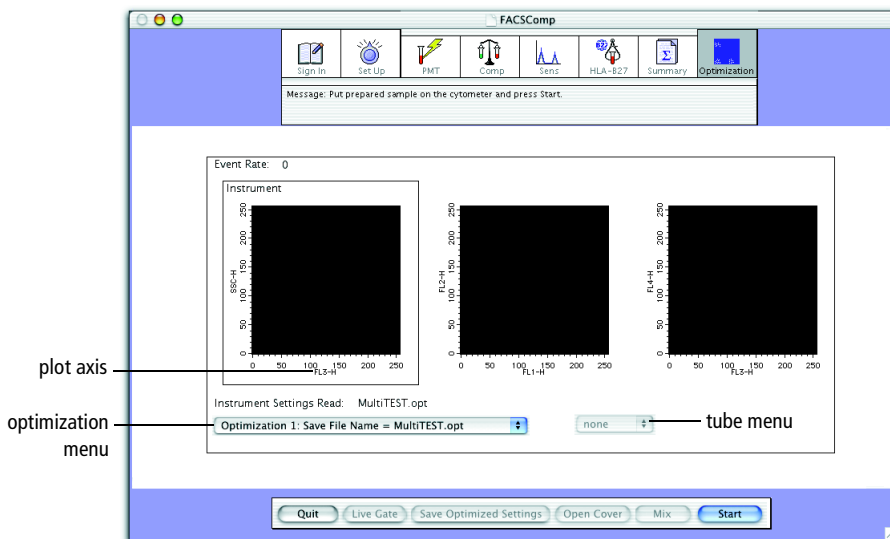 FACSComp
Sign In
Set Up
PMT
Comp
Sens
B27
HLA-B27
Σ
Summary
Optimization
Message: Put prepared sample on the cytometer and press Start.
Event Rate: 0
Instrument
SSC-H
0 50 100 150 200 250
0 50 100 150 200 250
FL3-H
FL2-H
0 50 100 150 200 250
0 50 100 150 200 250
FL1-H
FL4-H
0 50 100 150 200 250
0 50 100 150 200 250
FL3-H
plot axis
Instrument Settings Read: MultiTEST.opt
optimization
menu
Optimization 1: Save File Name = MultiTEST.opt
none
tube menu
Quit
Live Gate
Save Optimized Settings
Open Cover
Mix
Start